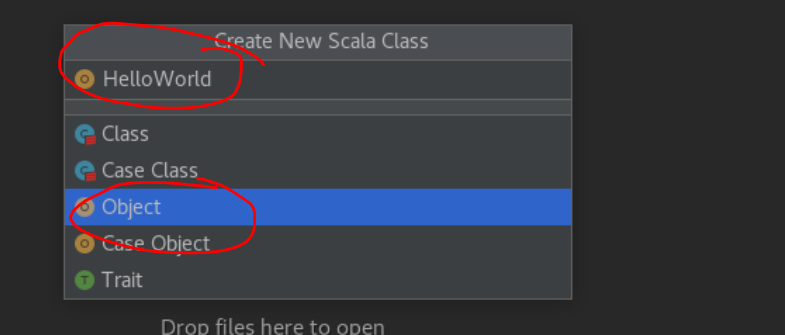 Create New Scala Class
HelloWorld
Class
Case Class
Object
Case Object
Trait
Drop files here to open